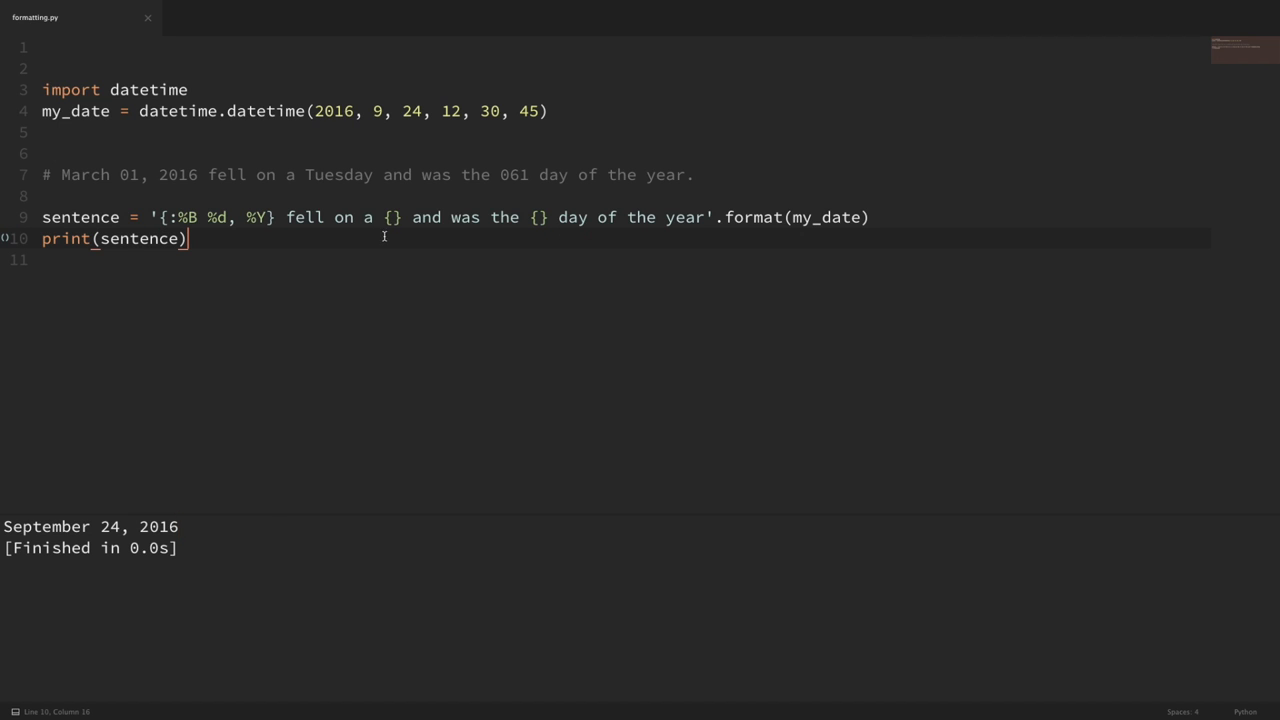 formatting.py ×
1
2
3 import datetime
4 my_date = datetime.datetime(2016, 9, 24, 12, 30, 45)
5
6
7 # March 01, 2016 fell on a Tuesday and was the 061 day of the year.
8
9 sentence = '{:%B %d, %Y} fell on a {} and was the {} day of the year'.format(my_date)
()10 print(sentence)
11
September 24, 2016
[Finished in 0.0s]
Line 10, Column 16 Spaces: 4 Python